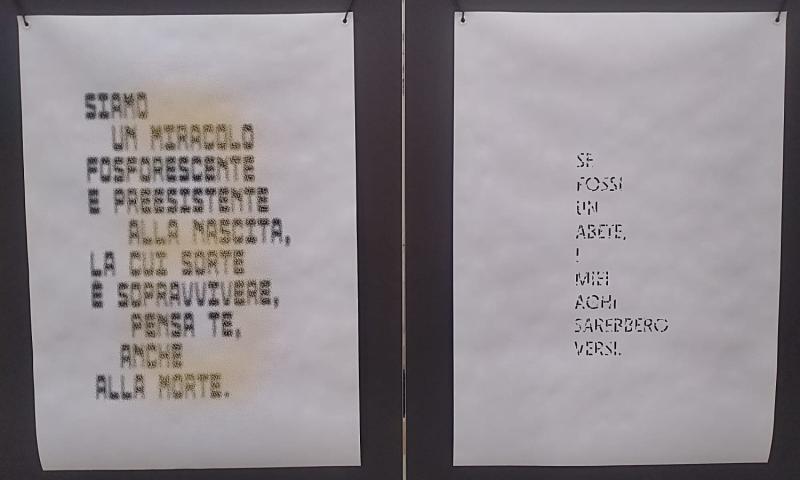 SIAMO
UN MIRACOLO
FOSFORESCENTE
E PREESISTENTE
ALLA NASCITA,
LA CUI SORTE
È SOPRAVVIVERE,
PENSA TE,
ANCHE
ALLA MORTE.
SE
FOSSI
UN
ABETE,
I
MIEI
AGHI
SAREBBERO
VERSI.